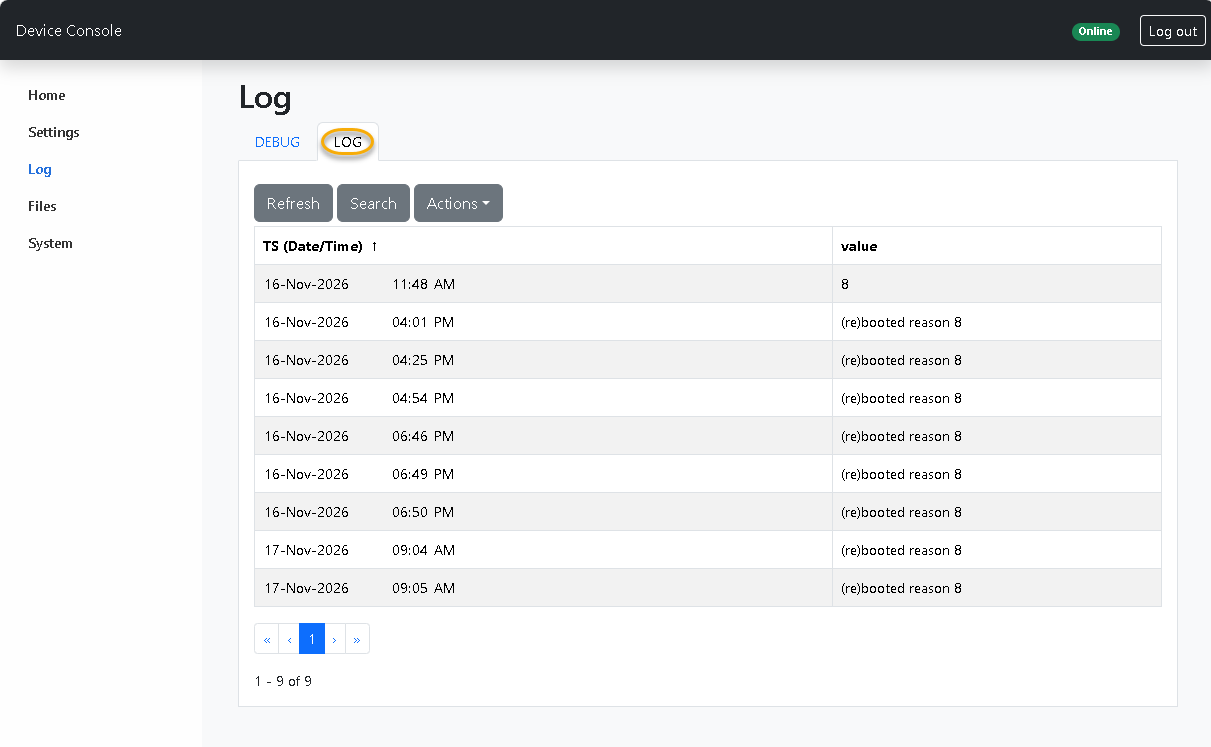 Device Console
Online
Log out
Home
Settings
Log
Files
System
Log
DEBUG LOG
Refresh Search Actions
TS (Date/Time) ↑ value
16-Nov-2026 11:48 AM 8
16-Nov-2026 04:01 PM (re)booted reason 8
16-Nov-2026 04:25 PM (re)booted reason 8
16-Nov-2026 04:54 PM (re)booted reason 8
16-Nov-2026 06:46 PM (re)booted reason 8
16-Nov-2026 06:49 PM (re)booted reason 8
16-Nov-2026 06:50 PM (re)booted reason 8
17-Nov-2026 09:04 AM (re)booted reason 8
17-Nov-2026 09:05 AM (re)booted reason 8
« ‹ 1 › »
1 - 9 of 9